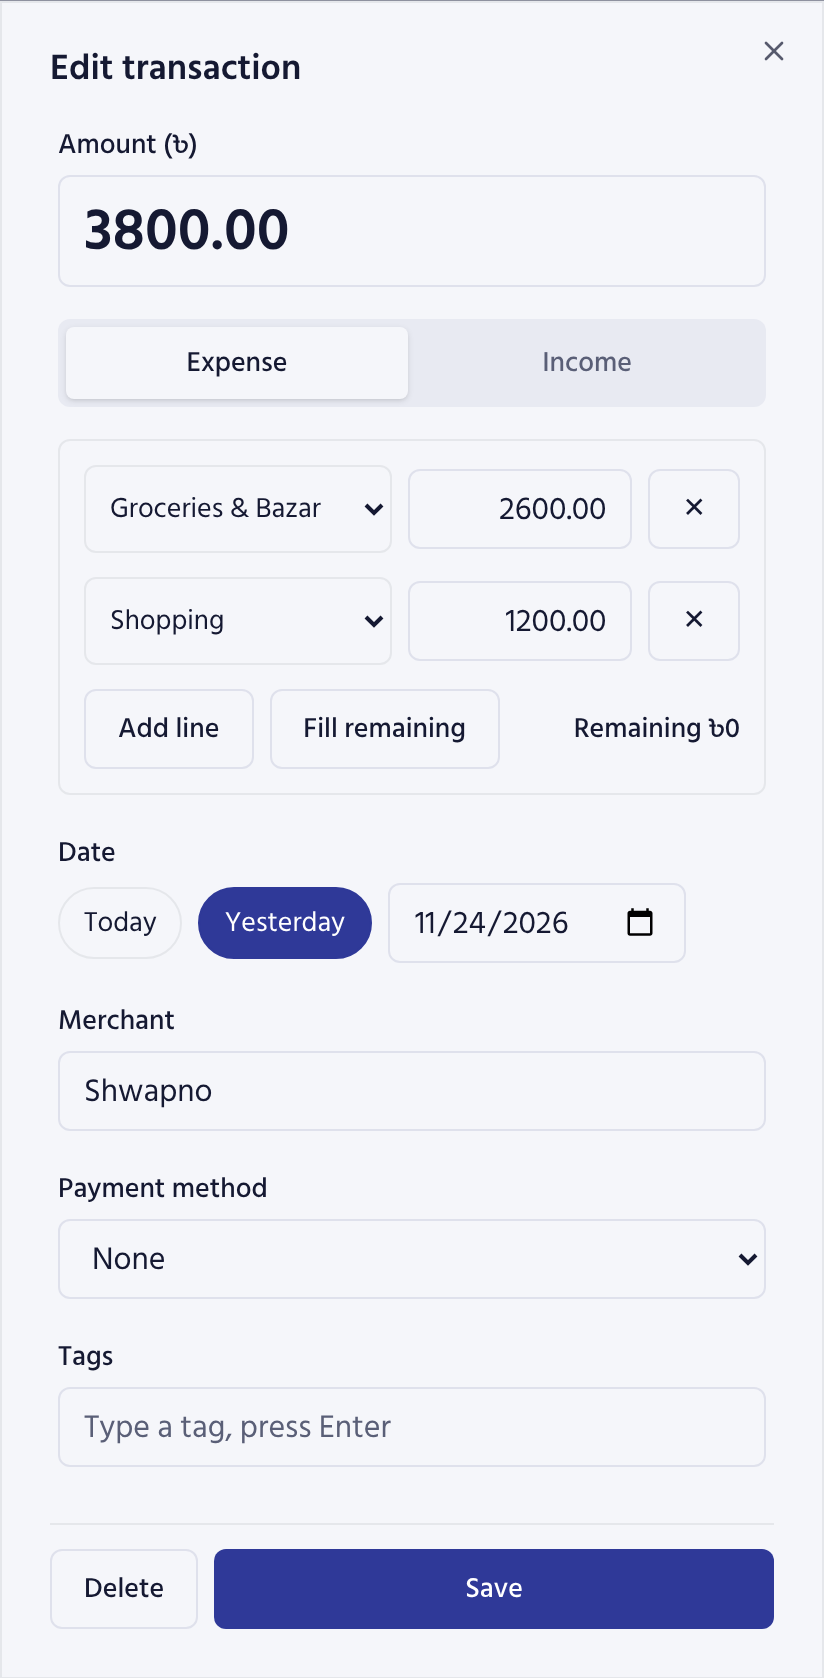 Edit transaction
Amount (৳)
3800.00
Expense Income
Groceries & Bazar 2600.00
Shopping 1200.00
Add line Fill remaining Remaining ৳0
Date
Today Yesterday 11/24/2026
Merchant
Shwapno
Payment method
None
Tags
Type a tag, press Enter
Delete Save